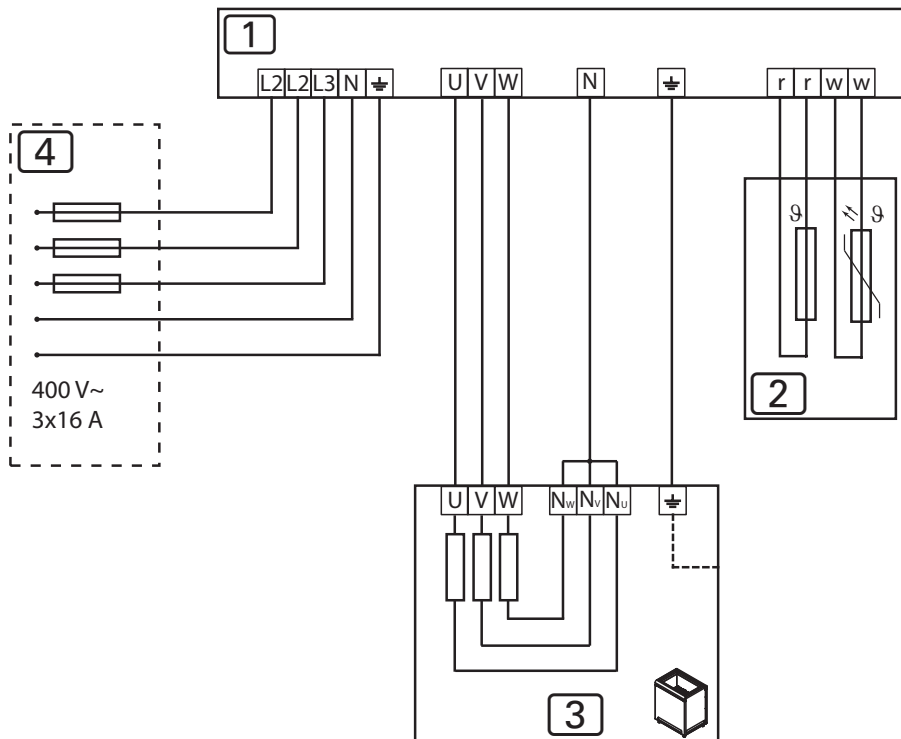 1
L2 L2 L3 N U V W N r r w w
4
ϑ ϑ
400 V~
3x16 A
2
U V W NW NV NU
3